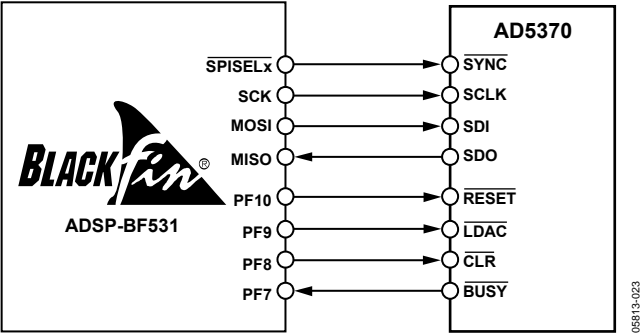 AD5370
SPISELx
SYNC
SCK
SCLK
MOSI
SDI
MISO
SDO
BLACKfin®
PF10
RESET
ADSP-BF531
PF9
LDAC
PF8
CLR
PF7
BUSY
05813-023